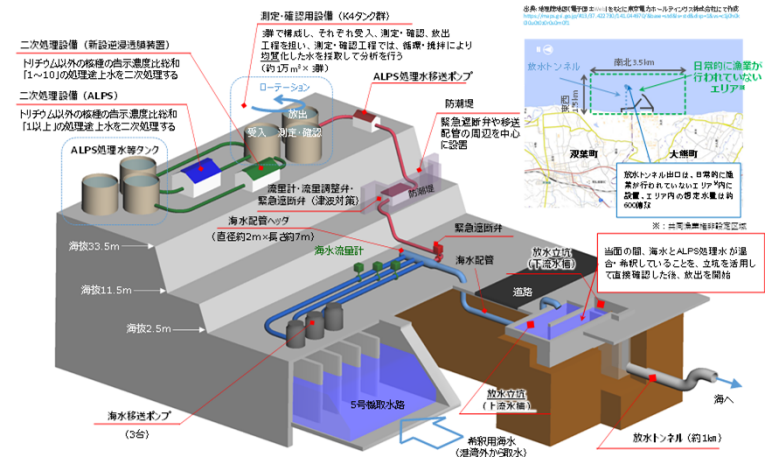 測定・確認用設備（K4タンク群）
3群で構成し、それぞれ受入、測定・確認、放出
工程を担い、測定・確認工程では、循環・攪拌により
均質化した水を採取して分析を行う
（約1万m³×3群）
二次処理設備（新設逆浸透膜装置）
トリチウム以外の核種の告示濃度比総和
「1～10」の処理途上水を二次処理する
二次処理設備（ALPS）
トリチウム以外の核種の告示濃度比総和
「1以上」の処理途上水を二次処理する
ALPS処理水等タンク
ローテーション
受入
放出
測定・確認
ALPS処理水移送ポンプ
防潮堤
緊急遮断弁や移送
配管の周辺を中心
に設置
流量計・流量調整弁・
緊急遮断弁（津波対策）
防潮堤
海水配管ヘッダ
（直径約2m×長さ約7m）
海水流量計
緊急遮断弁
海水配管
道路
放水立坑
（上流水槽）
当面の間、海水とALPS処理水が混
合・希釈していることを、立坑を活用し
て直接確認した後、放出を開始
海抜33.5m
海抜11.5m
海抜2.5m
5号機取水路
海水移送ポンプ
（3台）
希釈用海水
（港湾外から取水）
放水立坑
（下流水槽）
放水トンネル（約1km）
海へ
放水トンネル
南北3.5km
東西1.5km
日常的に漁業が
行われていない
エリア※
双葉町
大熊町
放水トンネル出口は、日常的に漁
業が行われていないエリア※内に
設置。エリア内の想定水量は約
600億L
※：共同漁業権非設定区域